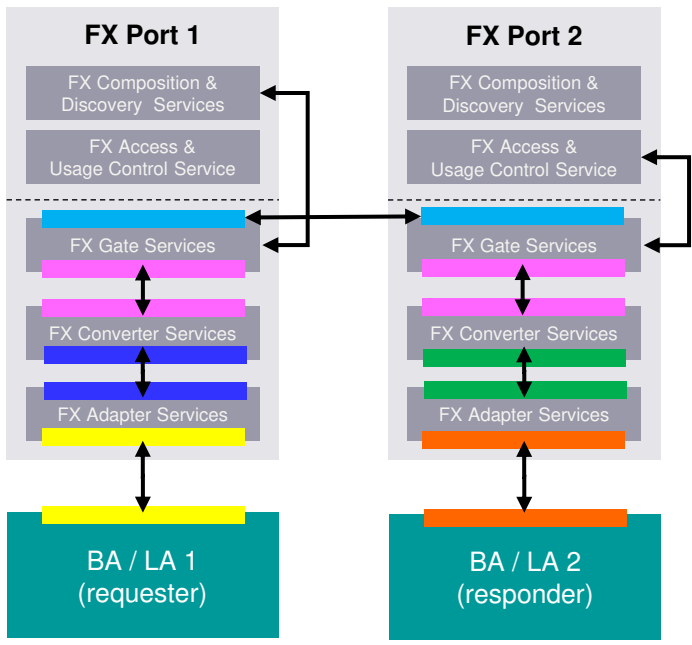 FX Port 1
FX Composition &
Discovery Services
FX Access &
Usage Control Service
FX Gate Services
FX Converter Services
FX Adapter Services
BA / LA 1
(requester)
FX Port 2
FX Composition &
Discovery Services
FX Access &
Usage Control Service
FX Gate Services
FX Converter Services
FX Adapter Services
BA / LA 2
(responder)